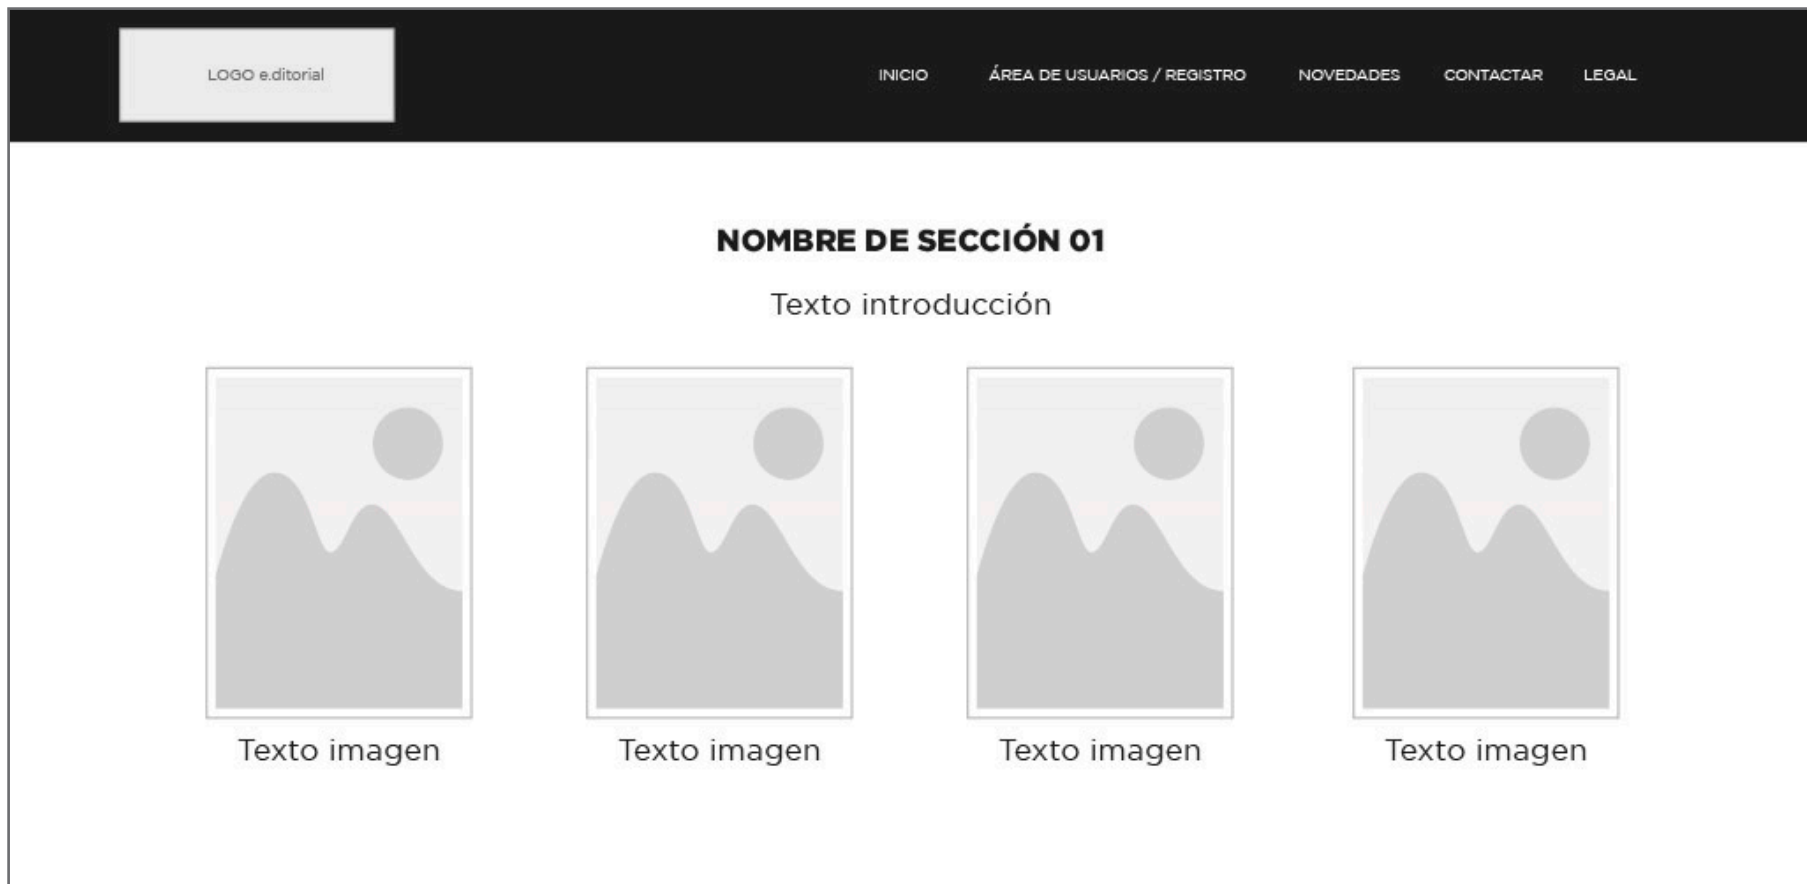 LOGO e.ditorial
INICIO ÁREA DE USUARIOS / REGISTRO NOVEDADES CONTACTAR LEGAL
NOMBRE DE SECCIÓN 01
Texto introducción
Texto imagen Texto imagen Texto imagen Texto imagen